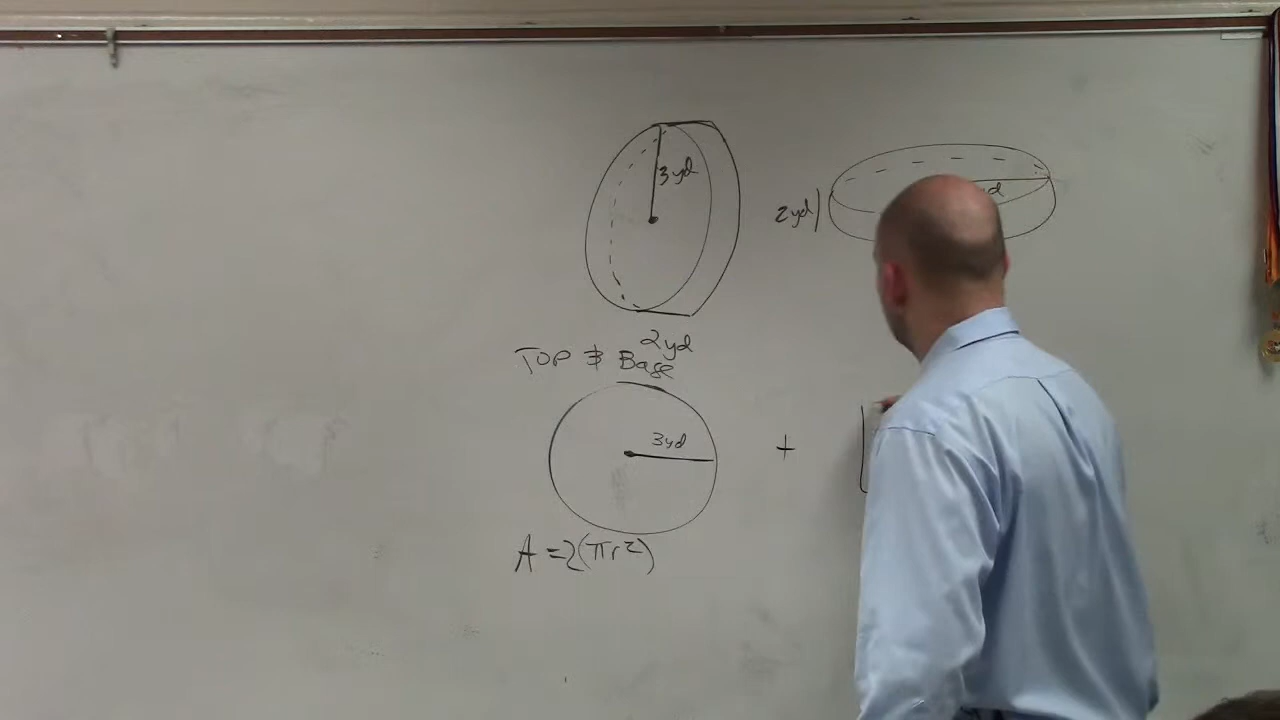 3yd
2yd
2yd
TOP & Base
3yd
+
A = 2(πr²)